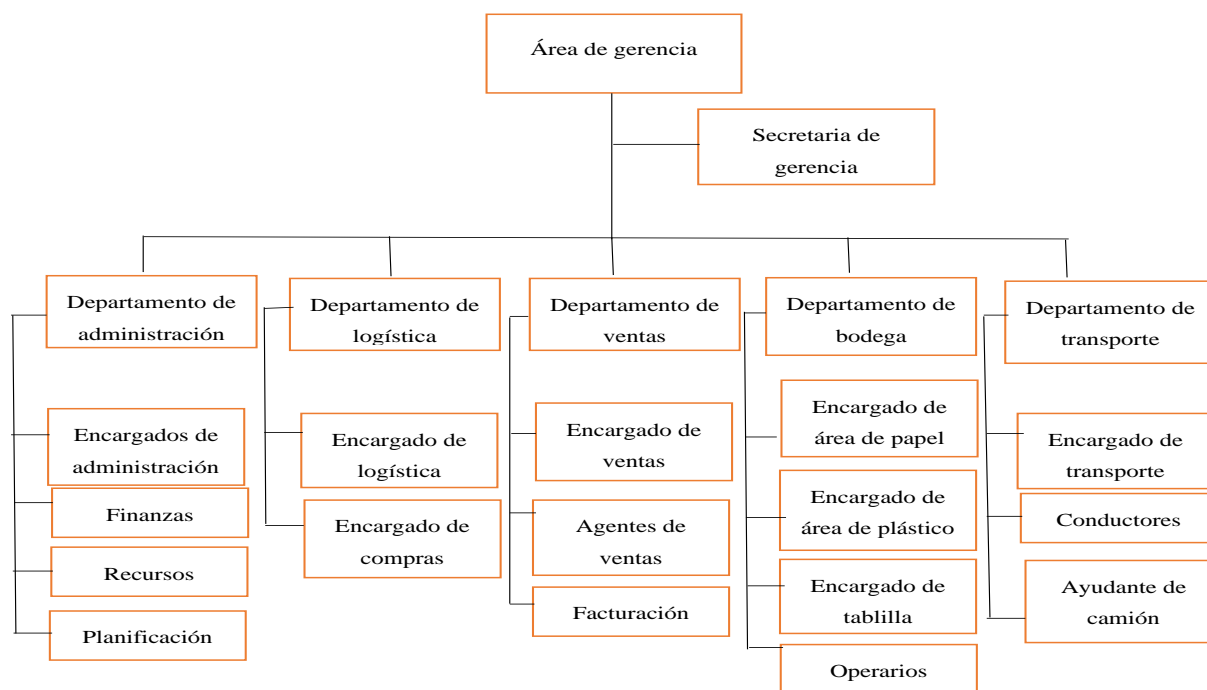 Área de gerencia
Secretaria de
gerencia
Departamento de
administración
Encargados de
administración
Finanzas
Recursos
Planificación
Departamento de
logística
Encargado de
logística
Encargado de
compras
Departamento de
ventas
Encargado de
ventas
Agentes de
ventas
Facturación
Departamento de
bodega
Encargado de
área de papel
Encargado de
área de plástico
Encargado de
tablilla
Operarios
Departamento de
transporte
Encargado de
transporte
Conductores
Ayudante de
camión